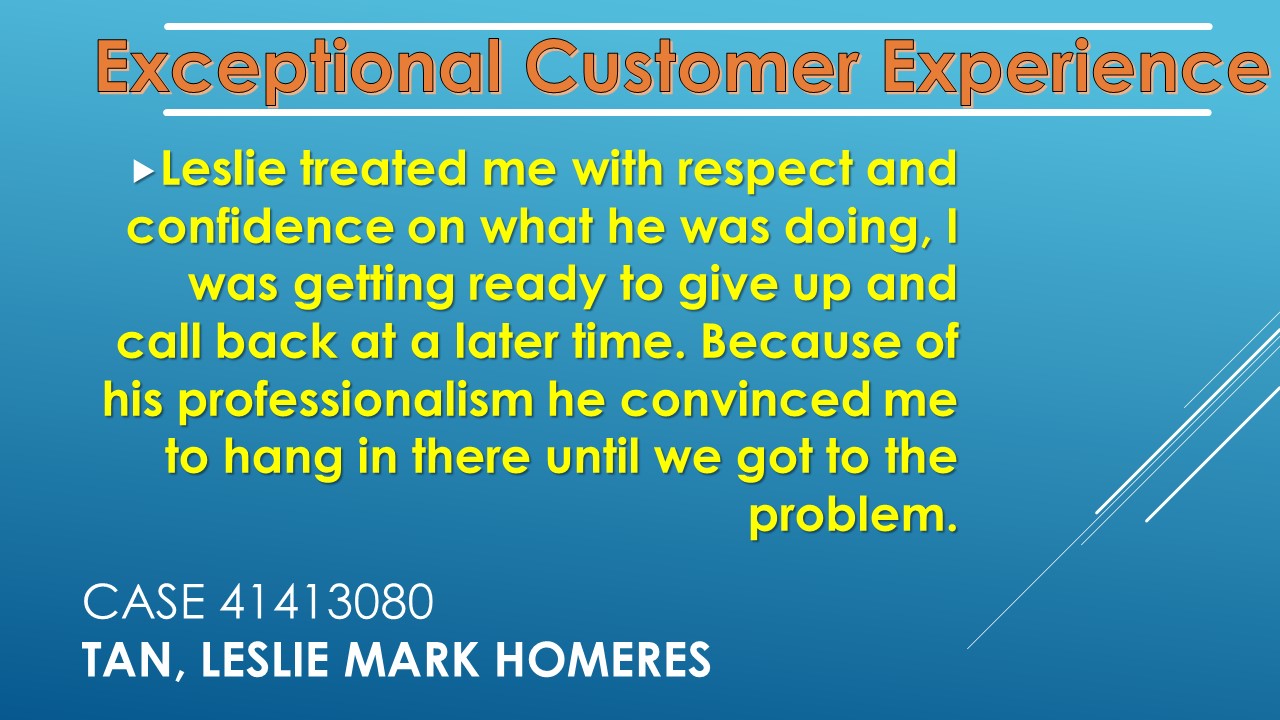 Exceptional Customer Experience
Leslie treated me with respect and
confidence on what he was doing, I
was getting ready to give up and
call back at a later time. Because of
his professionalism he convinced me
to hang in there until we got to the
problem.
CASE 41413080
TAN, LESLIE MARK HOMERES